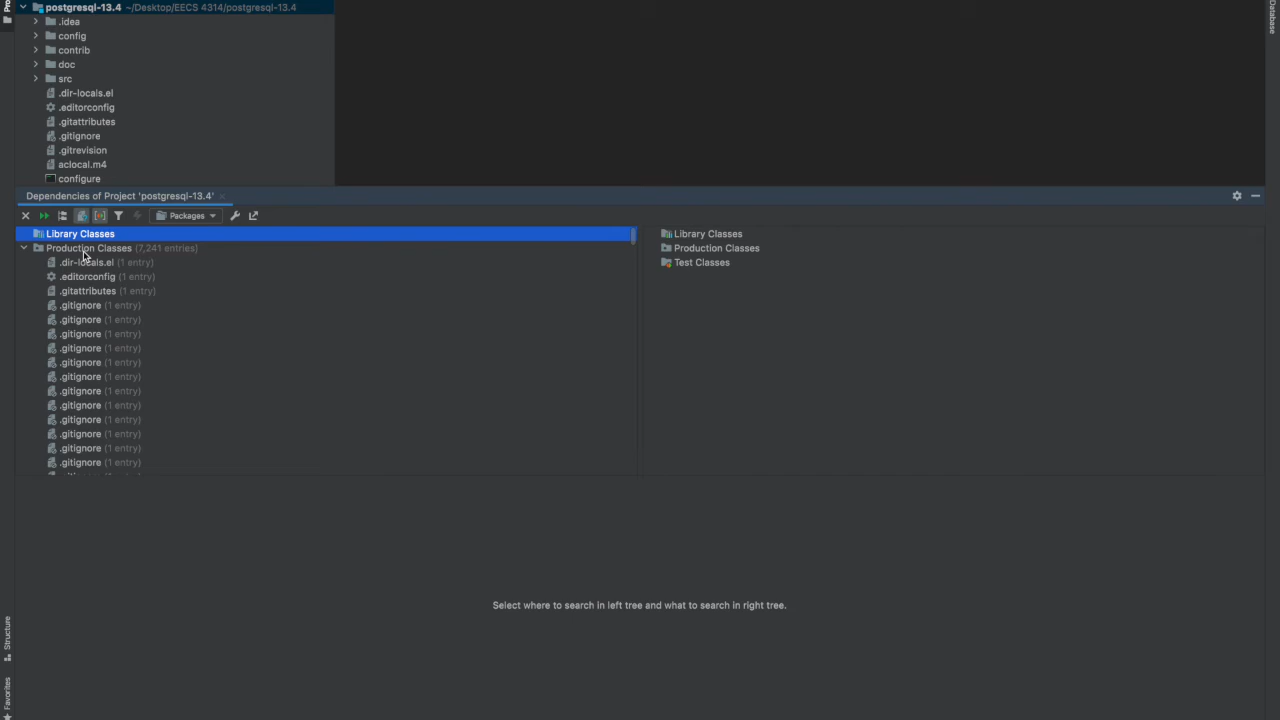 postgresql-13.4 ~/Desktop/EECS 4314/postgresql-13.4
.idea
config
contrib
doc
src
.dir-locals.el
.editorconfig
.gitattributes
.gitignore
.gitrevision
aclocal.m4
configure
Database
Dependencies of Project 'postgresql-13.4'
Packages
Library Classes
Production Classes (7,241 entries)
.dir-locals.el (1 entry)
.editorconfig (1 entry)
.gitattributes (1 entry)
.gitignore (1 entry)
.gitignore (1 entry)
.gitignore (1 entry)
.gitignore (1 entry)
.gitignore (1 entry)
.gitignore (1 entry)
.gitignore (1 entry)
.gitignore (1 entry)
.gitignore (1 entry)
.gitignore (1 entry)
.gitignore (1 entry)
.gitignore (1 entry)
Library Classes
Production Classes
Test Classes
Select where to search in left tree and what to search in right tree.
Structure
Favorites